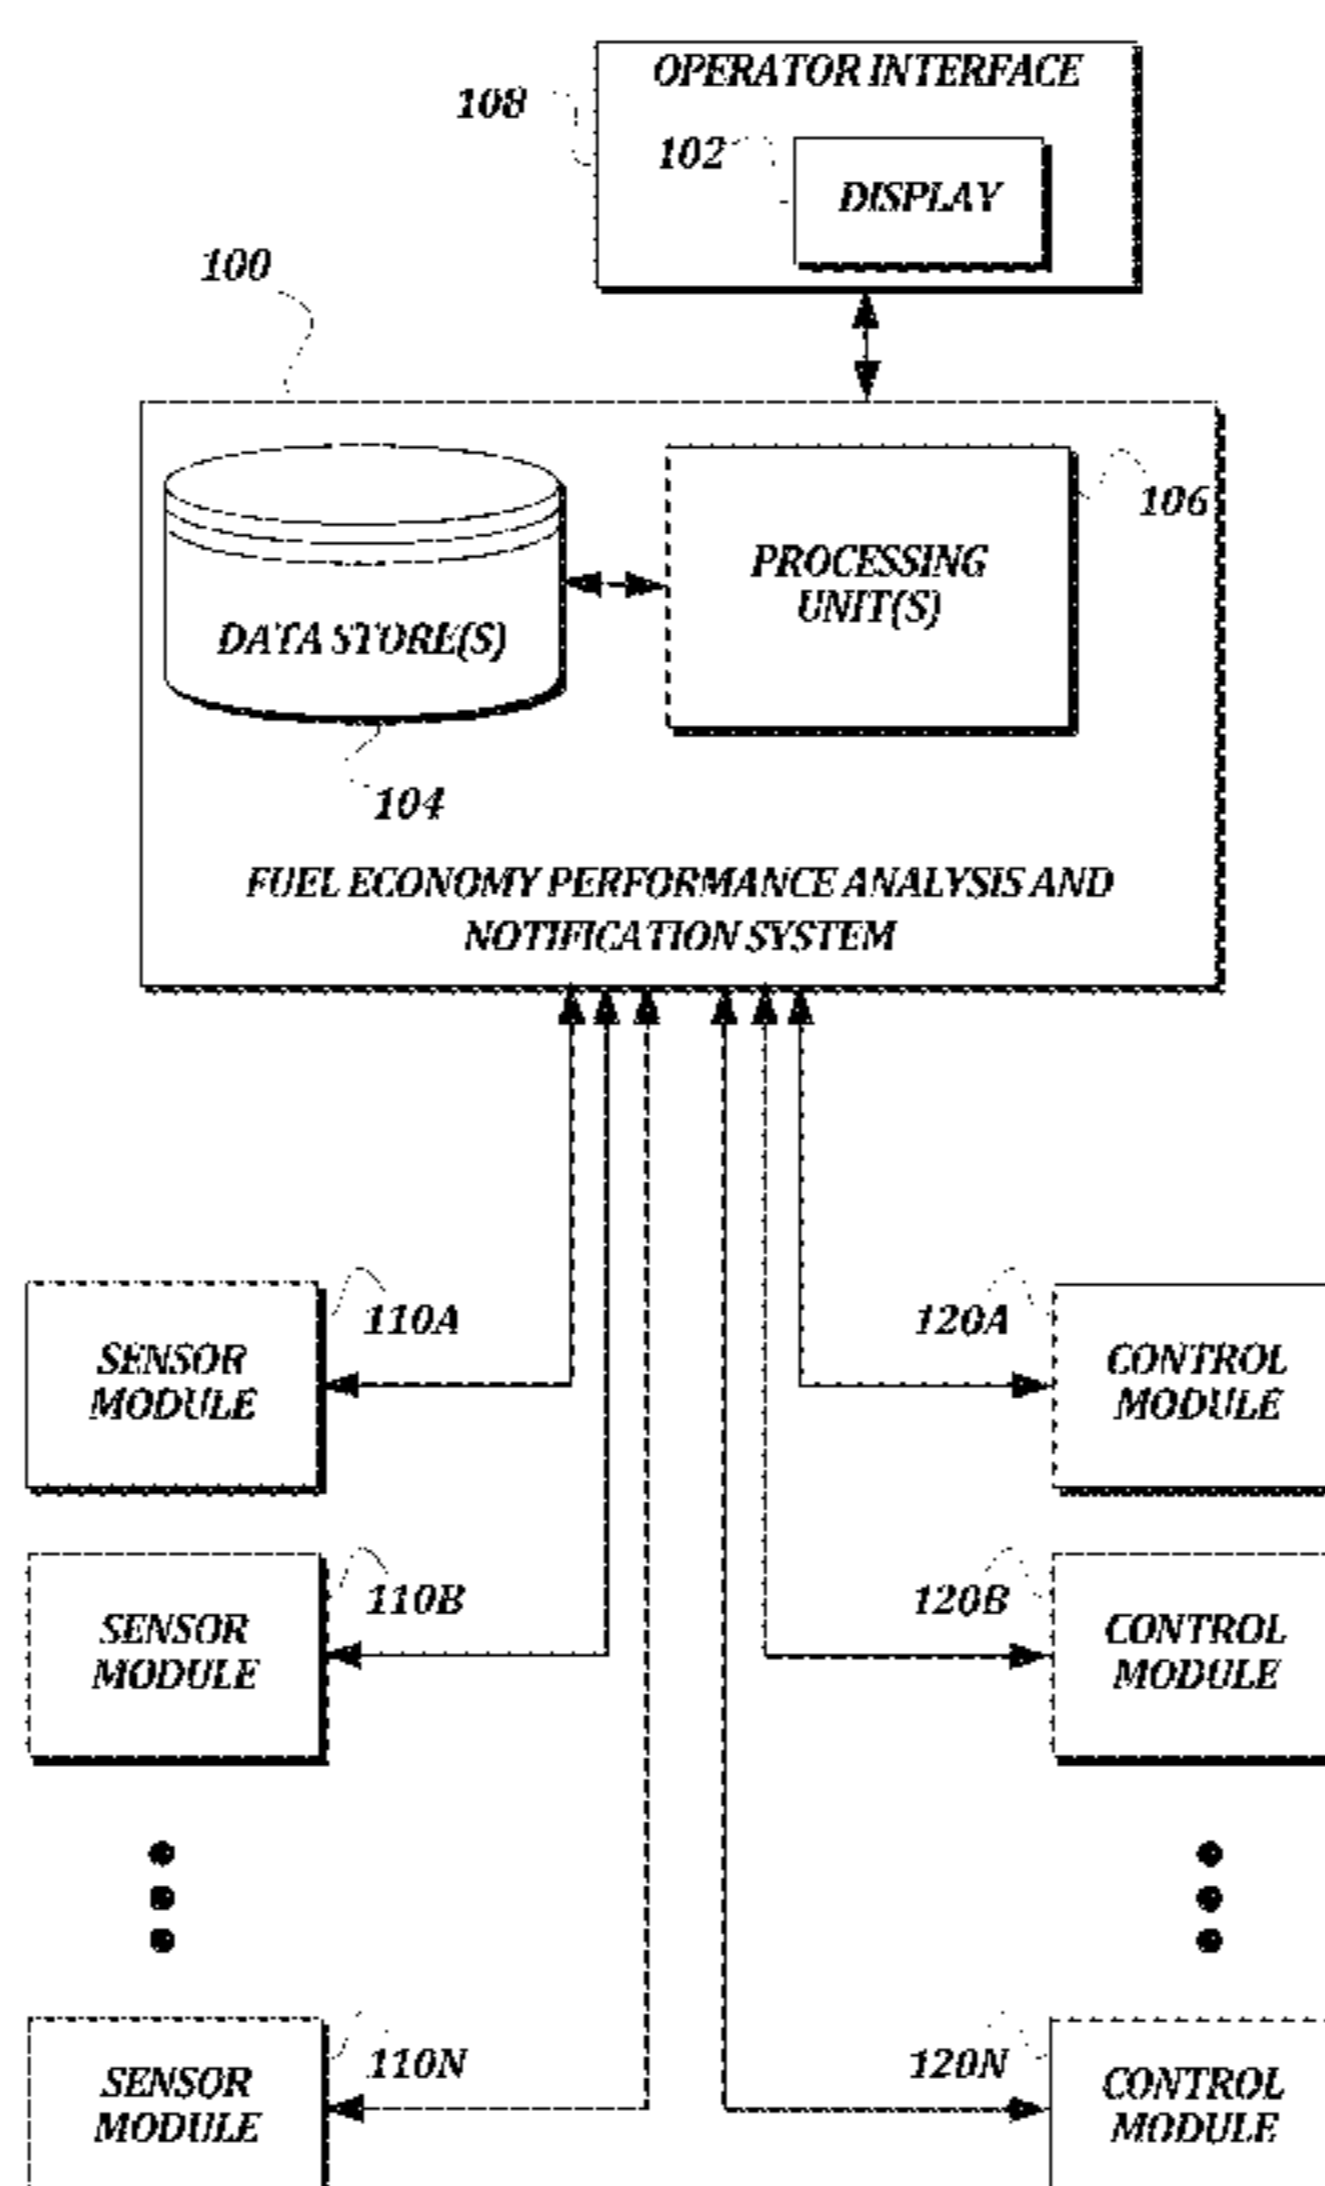 OPERATOR INTERFACE
108
102
DISPLAY
100
106
PROCESSING
UNIT(S)
DATA STORE(S)
104
FUEL ECONOMY PERFORMANCE ANALYSIS AND
NOTIFICATION SYSTEM
110A
120A
SENSOR
MODULE
CONTROL
MODULE
110B
120B
SENSOR
MODULE
CONTROL
MODULE
110N
120N
SENSOR
MODULE
CONTROL
MODULE